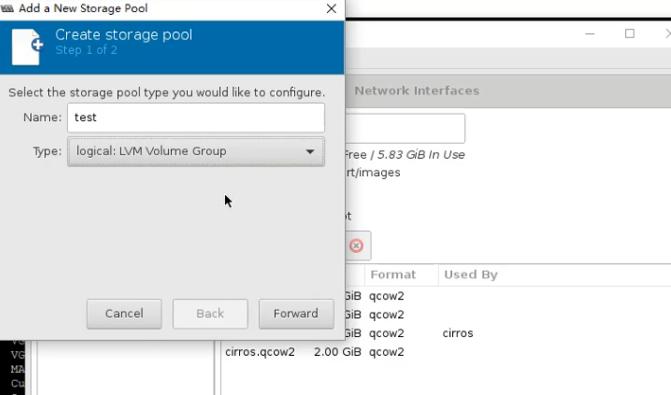 Add a New Storage Pool
Create storage pool
Step 1 of 2
Select the storage pool type you would like to configure.
Name: test
Type: logical: LVM Volume Group
Cancel Back Forward
Network Interfaces
Free / 5.83 GiB In Use
rt/images
Format Used By
GiB qcow2
GiB qcow2
GiB qcow2 cirros
cirros.qcow2 2.00 GiB qcow2
VG
MA
Cu